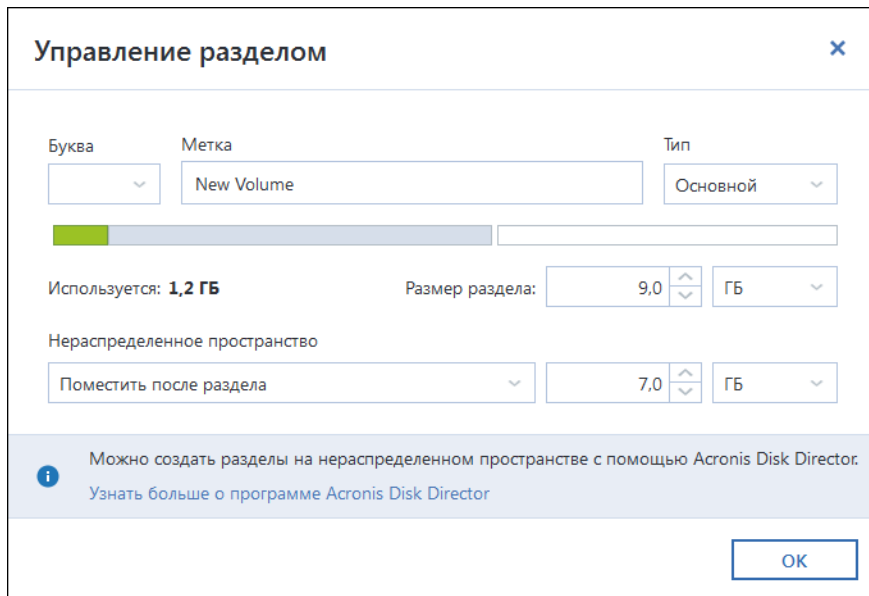 Управление разделом
Буква Метка Тип
New Volume Основной
Используется: 1,2 ГБ Размер раздела: 9,0 ГБ
Нераспределенное пространство
Поместить после раздела 7,0 ГБ
Можно создать разделы на нераспределенном пространстве с помощью Acronis Disk Director.
Узнать больше о программе Acronis Disk Director
ОК